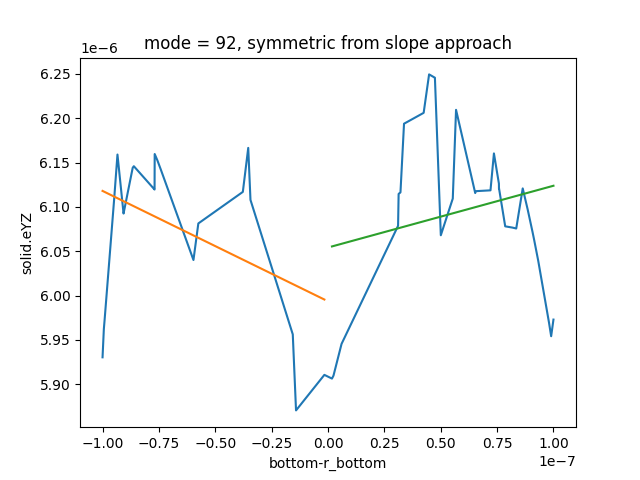 mode = 92, symmetric from slope approach
1e−6
6.25
6.20
6.15
6.10
6.05
6.00
5.95
5.90
solid.eYZ
−1.00 −0.75 −0.50 −0.25 0.00 0.25 0.50 0.75 1.00
bottom-r_bottom
1e−7